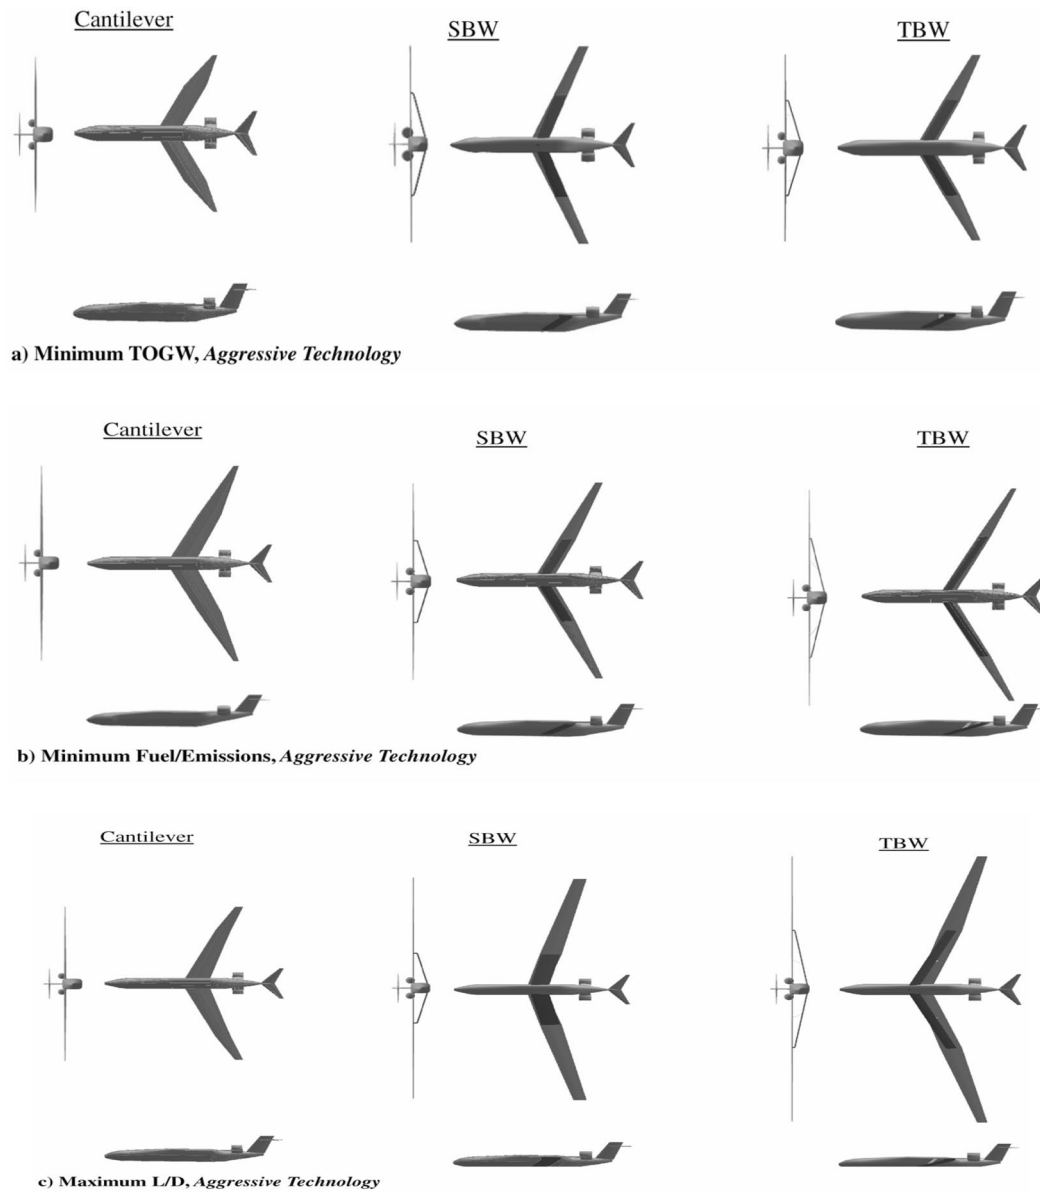 Cantilever
SBW
TBW
a) Minimum TOGW, Aggressive Technology
Cantilever
SBW
TBW
b) Minimum Fuel/Emissions, Aggressive Technology
Cantilever
SBW
TBW
c) Maximum L/D, Aggressive Technology